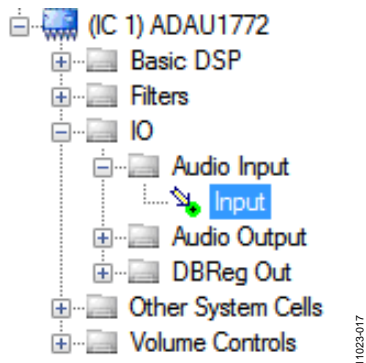 (IC 1) ADAU1772
Basic DSP
Filters
IO
Audio Input
Input
Audio Output
DBReg Out
Other System Cells
Volume Controls
11023-017